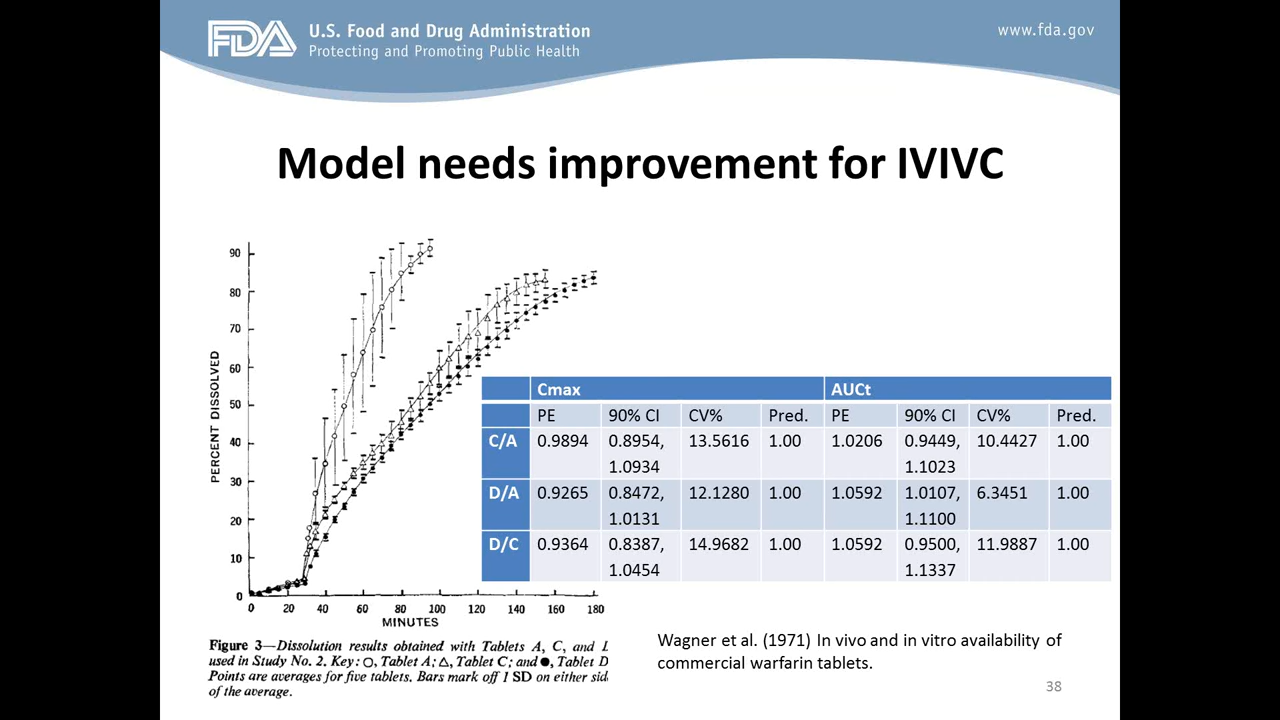 FDA
U.S. Food and Drug Administration
Protecting and Promoting Public Health
www.fda.gov
Model needs improvement for IVIVC
PERCENT DISSOLVED
90
80
70
60
50
40
30
20
10
0
0 20 40 60 80 100 120 140 160 180
MINUTES
Figure 3—Dissolution results obtained with Tablets A, C, and
used in Study No. 2. Key: ○, Tablet A; △, Tablet C; and ●, Tablet D
Points are averages for five tablets. Bars mark off 1 SD on either sid
of the average.
Cmax AUCt
PE 90% CI CV% Pred. PE 90% CI CV% Pred.
C/A 0.9894 0.8954, 13.5616 1.00 1.0206 0.9449, 10.4427 1.00
1.0934 1.1023
D/A 0.9265 0.8472, 12.1280 1.00 1.0592 1.0107, 6.3451 1.00
1.0131 1.1100
D/C 0.9364 0.8387, 14.9682 1.00 1.0592 0.9500, 11.9887 1.00
1.0454 1.1337
Wagner et al. (1971) In vivo and in vitro availability of
commercial warfarin tablets.
38